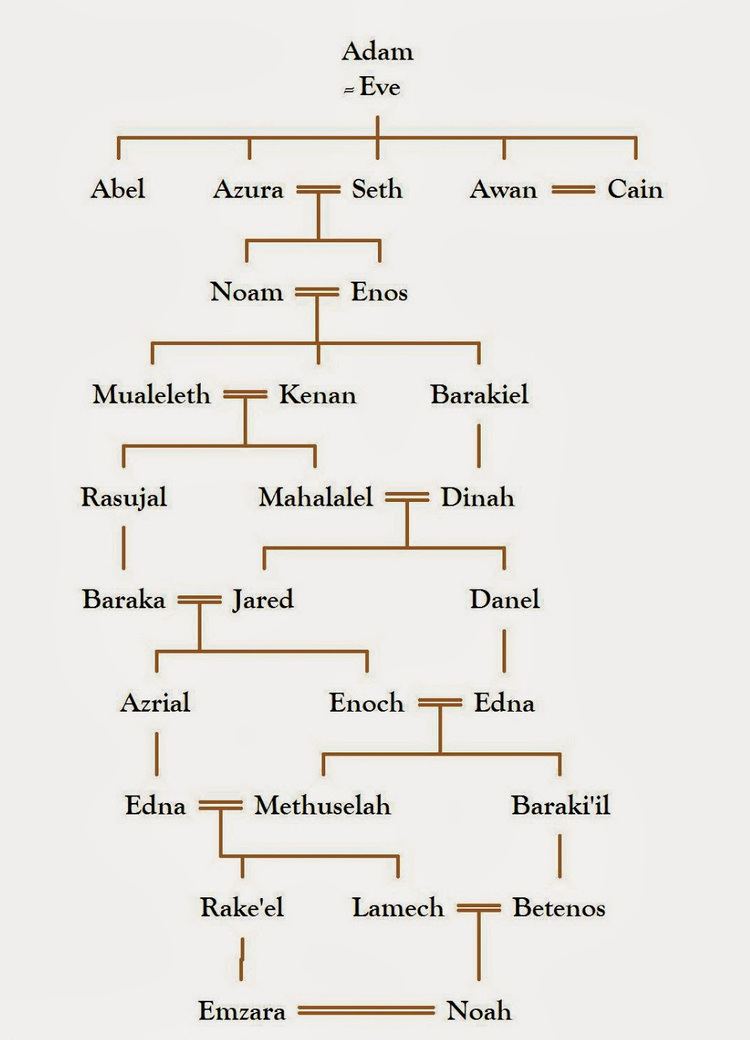 Adam
= Eve
Abel Azura Seth Awan Cain
Noam Enos
Mualeleth Kenan Barakiel
Rasujal Mahalalel Dinah
Baraka Jared Danel
Azrial Enoch Edna
Edna Methuselah Baraki'il
Rake'el Lamech Betenos
Emzara Noah